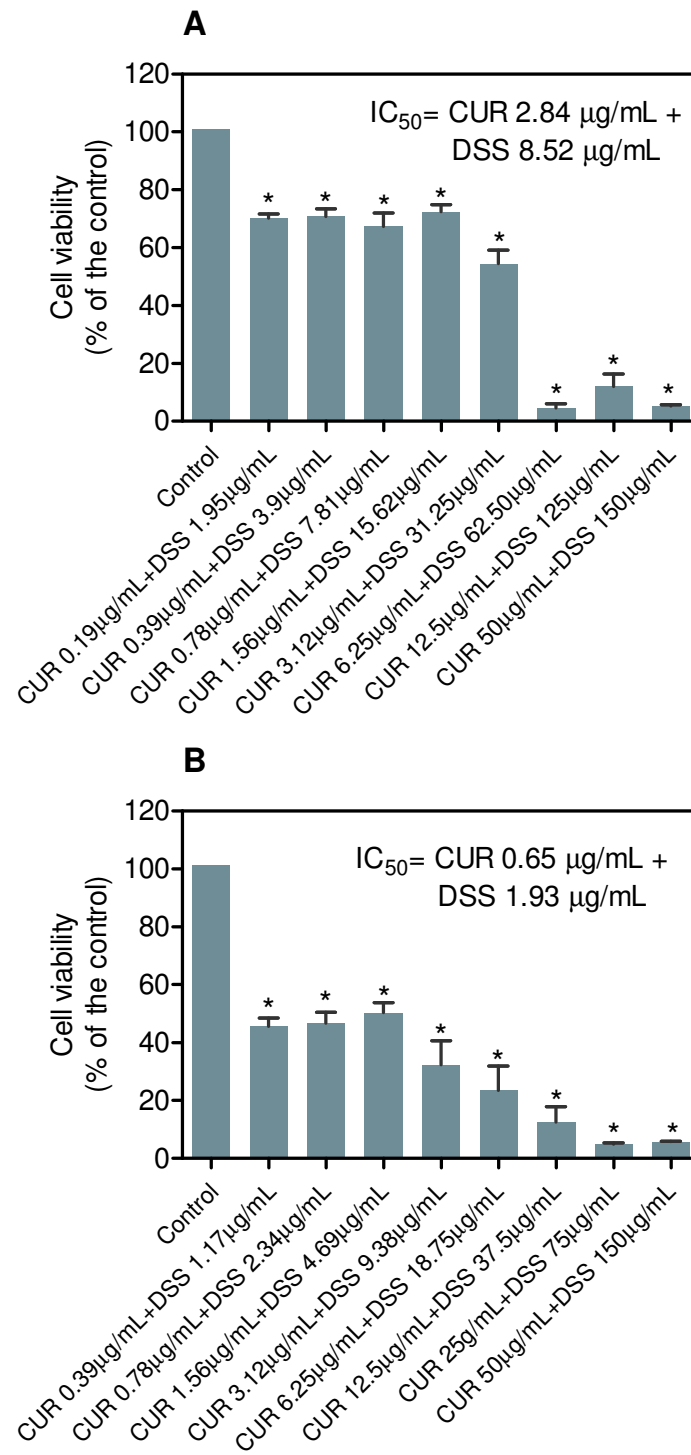 A
120
100
80
60
40
20
0
Cell viability
(% of the control)
IC50= CUR 2.84 μg/mL +
DSS 8.52 μg/mL
* * * * * * * *
Control
CUR 0.19μg/mL+DSS 1.95μg/mL
CUR 0.39μg/mL+DSS 3.9μg/mL
CUR 0.78μg/mL+DSS 7.81μg/mL
CUR 1.56μg/mL+DSS 15.62μg/mL
CUR 3.12μg/mL+DSS 31.25μg/mL
CUR 6.25μg/mL+DSS 62.50μg/mL
CUR 12.5μg/mL+DSS 125μg/mL
CUR 50μg/mL+DSS 150μg/mL
B
120
100
80
60
40
20
0
Cell viability
(% of the control)
IC50= CUR 0.65 μg/mL +
DSS 1.93 μg/mL
* * * * * * * *
Control
CUR 0.39μg/mL+DSS 1.17μg/mL
CUR 0.78μg/mL+DSS 2.34μg/mL
CUR 1.56μg/mL+DSS 4.69μg/mL
CUR 3.12μg/mL+DSS 9.38μg/mL
CUR 6.25μg/mL+DSS 18.75μg/mL
CUR 12.5μg/mL+DSS 37.5μg/mL
CUR 25g/mL+DSS 75μg/mL
CUR 50μg/mL+DSS 150μg/mL